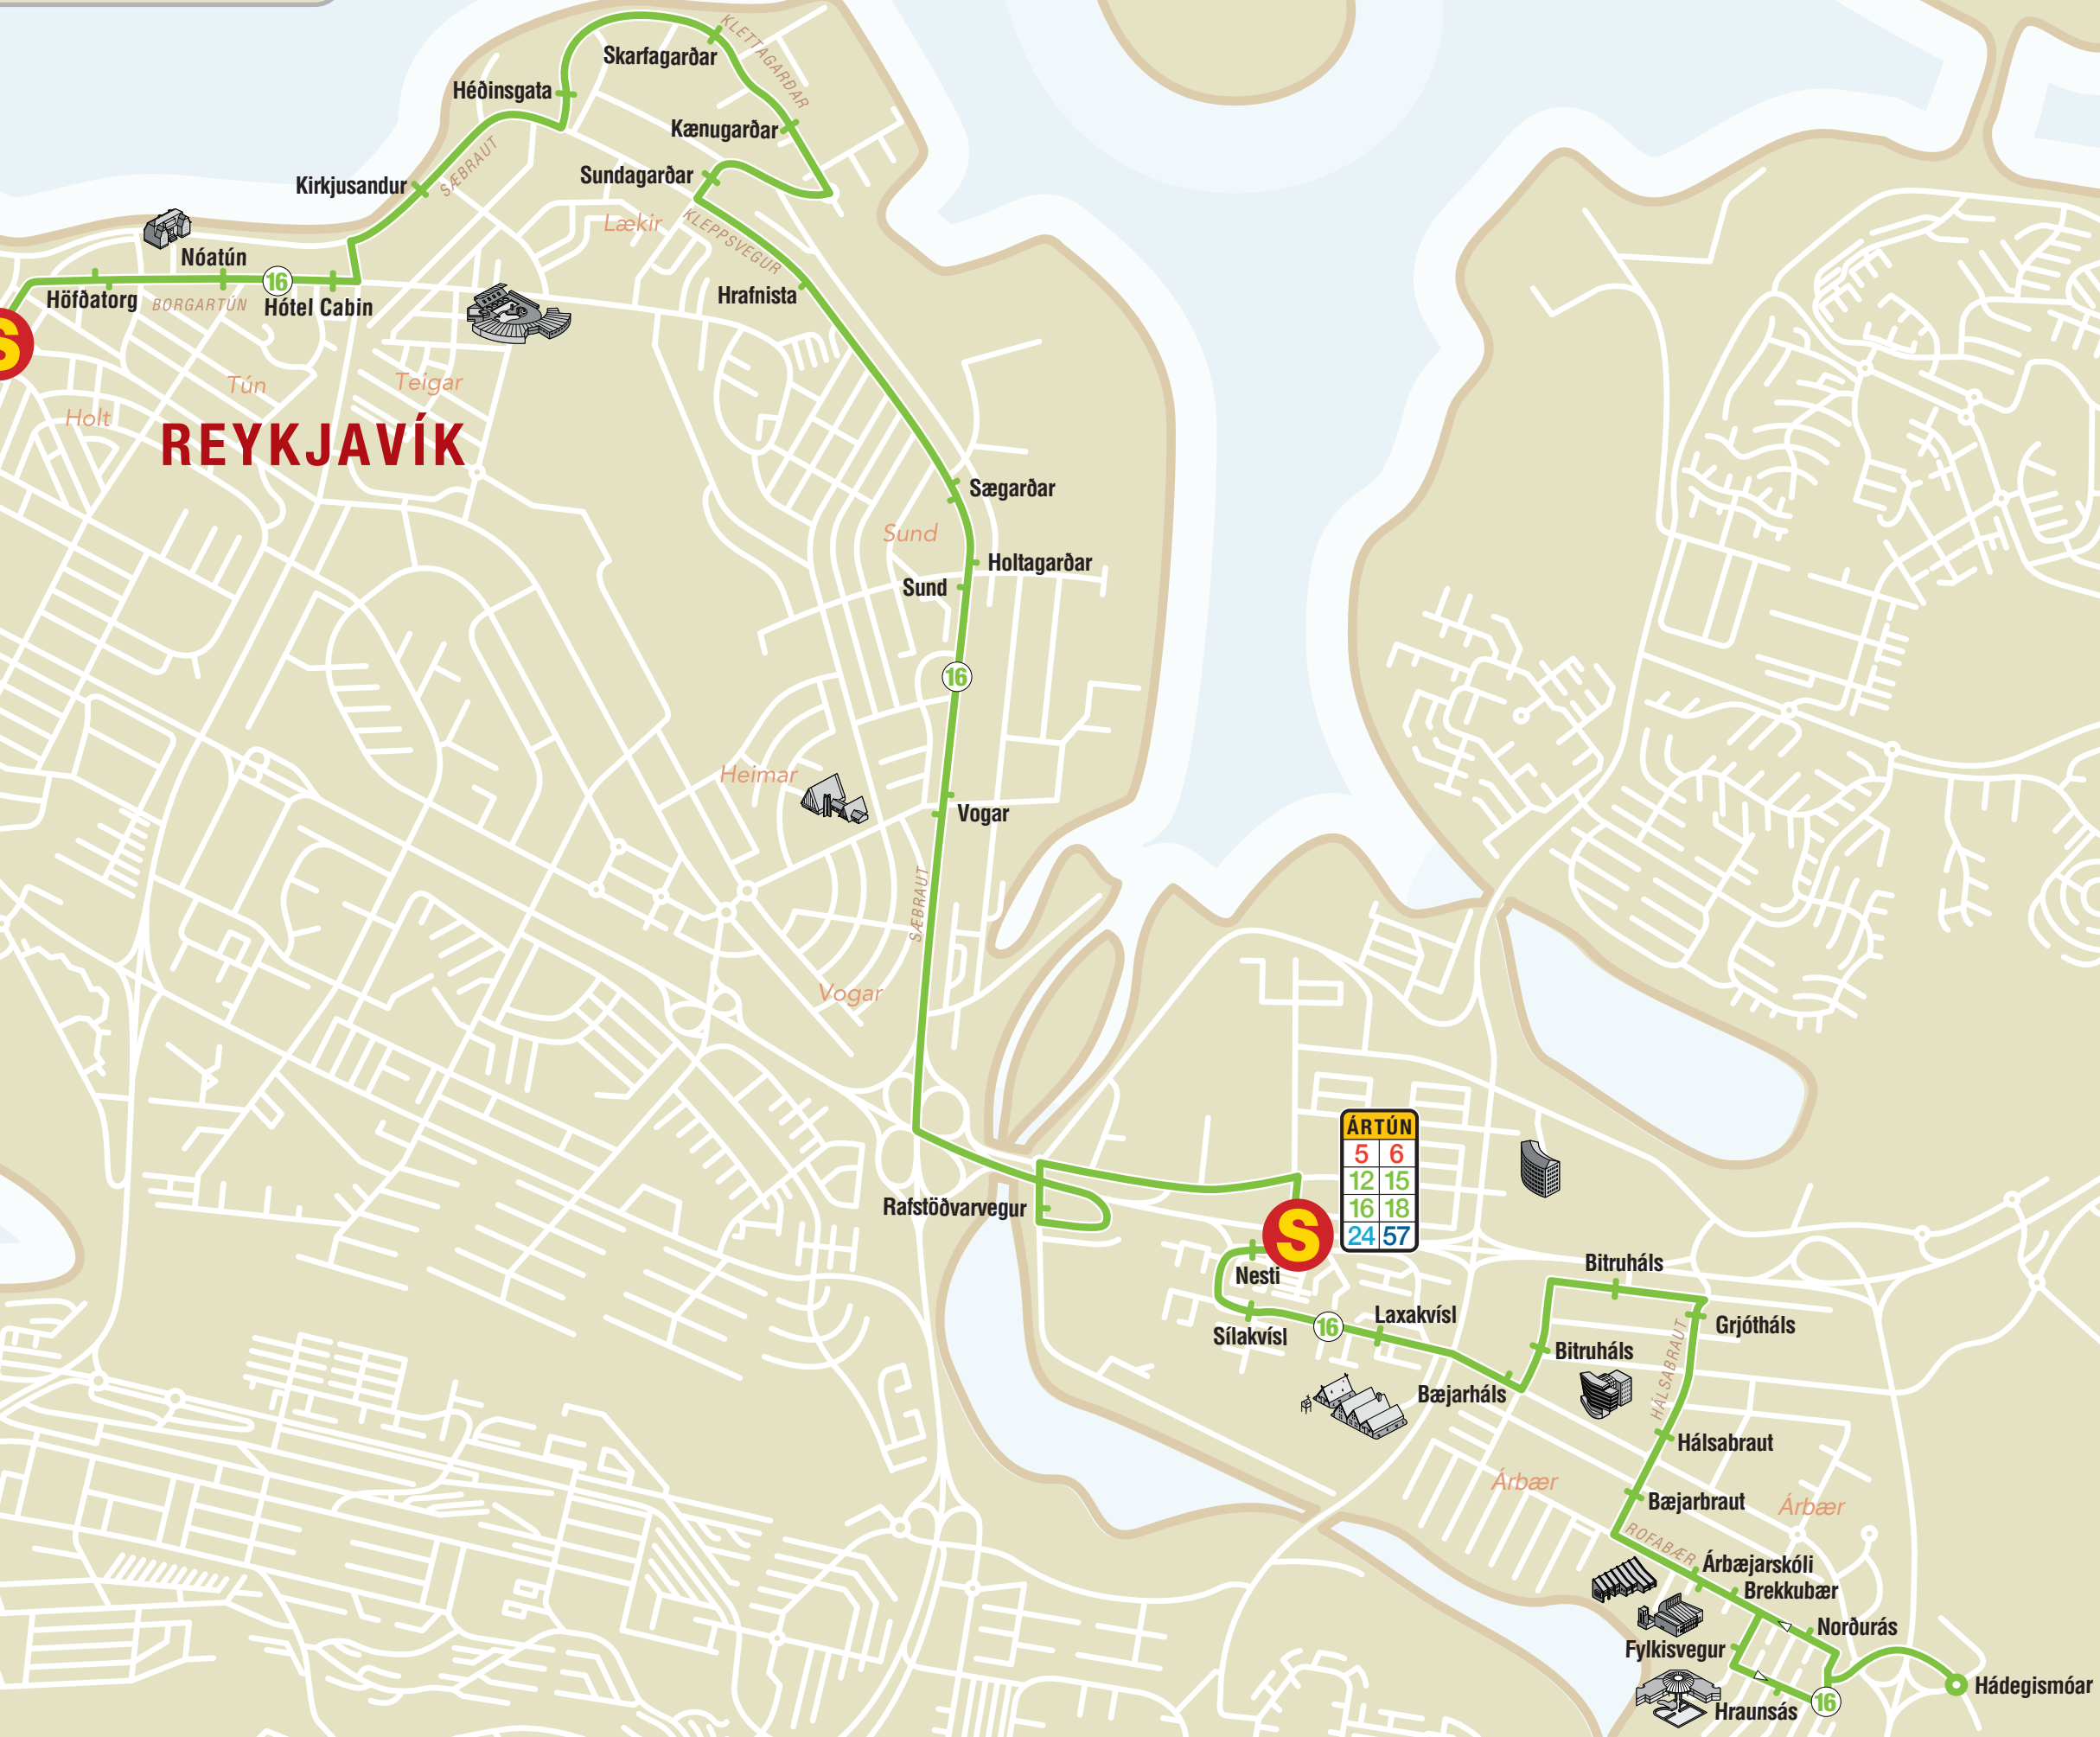 Skarfagarðar
KLETTAGARÐAR
Héðinsgata
Kænugarðar
Sundagarðar
Kirkjusandur
SÆBRAUT
Lækir
KLEPPSVEGUR
Nóatún
16
Höfðatorg
BORGARTÚN
Hótel Cabin
Hrafnista
S
Tún
Teigar
Holt
REYKJAVÍK
Sægarðar
Sund
Holtagarðar
Sund
16
Heimar
Vogar
SÆBRAUT
Vogar
ÁRTÚN
5 6
12 15
16 18
24 57
Rafstöðvarvegur
S
Nesti
Bitruháls
Laxakvísl
16
Sílakvísl
Grjótháls
Bitruháls
HÁLSABRAUT
Bæjarháls
Hálsabraut
Árbær
Bæjarbraut
Árbær
ROFABÆR
Árbæjarskóli
Brekkubær
Norðurás
Fylkisvegur
Hádegismóar
16
Hraunsás